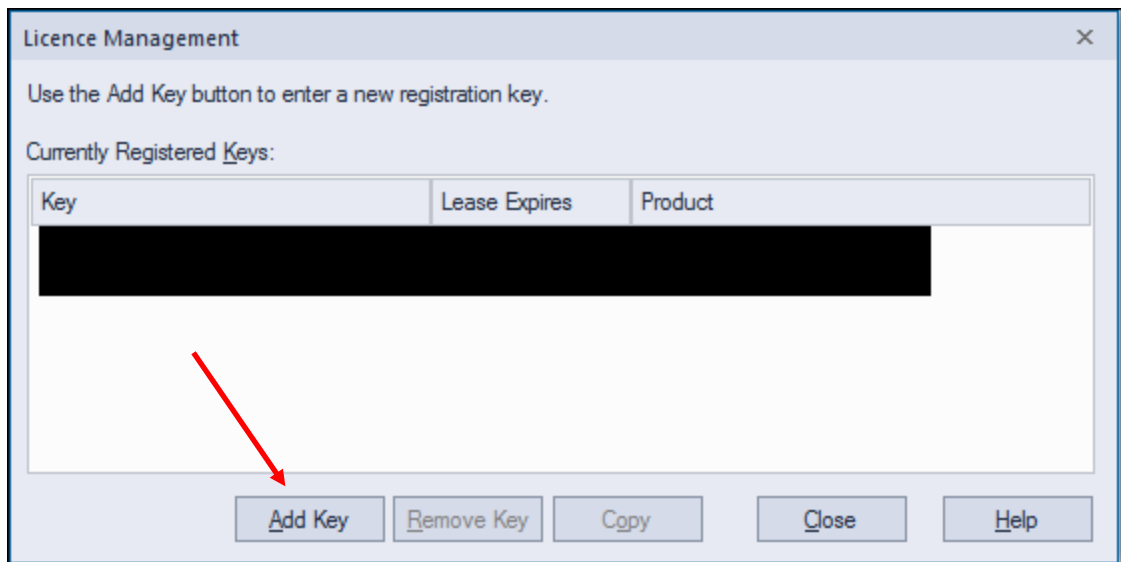 Licence Management
Use the Add Key button to enter a new registration key.
Currently Registered Keys:
Key Lease Expires Product
Add Key Remove Key Copy Close Help